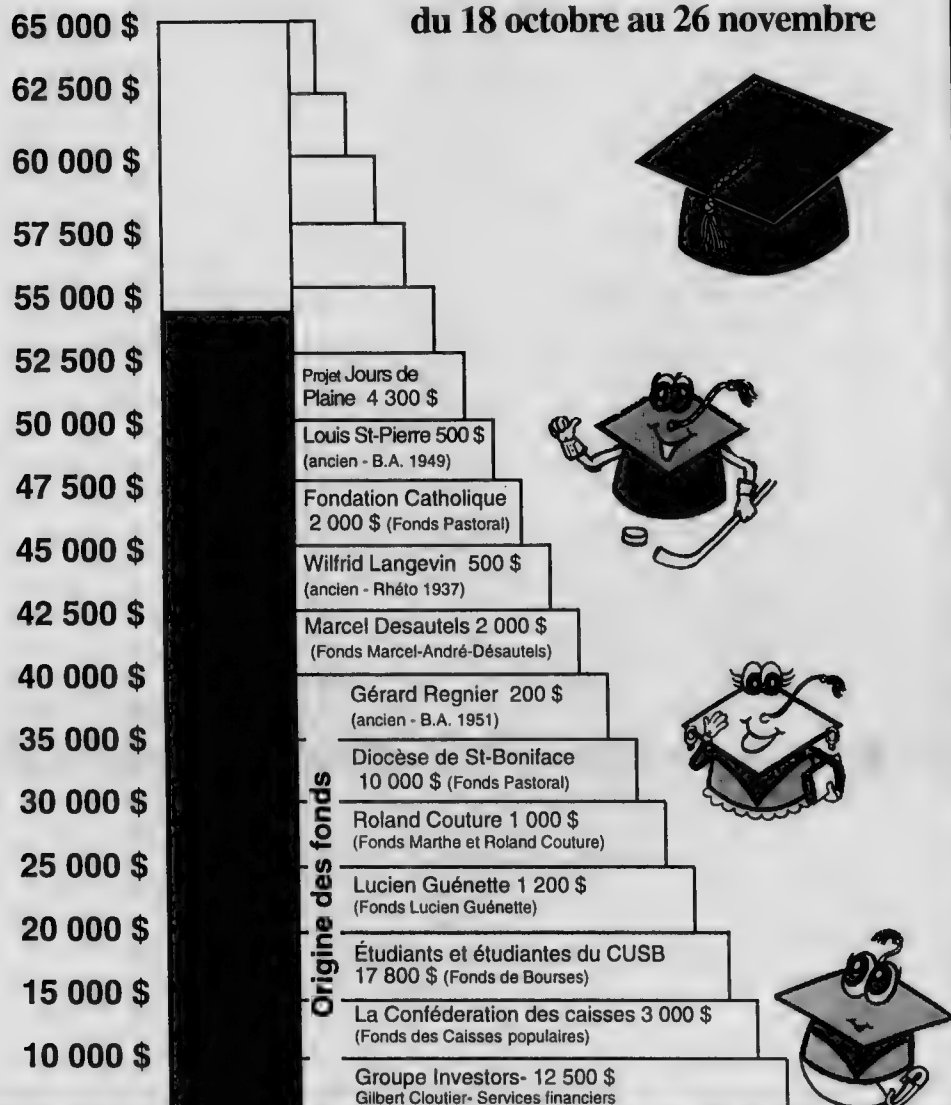 du 18 octobre au 26 novembre
65 000 $
62 500 $
60 000 $
57 500 $
55 000 $
52 500 $
50 000 $
47 500 $
45 000 $
42 500 $
40 000 $
35 000 $
30 000 $
25 000 $
20 000 $
15 000 $
10 000 $
Origine des fonds
Projet Jours de
Plaine 4 300 $
Louis St-Pierre 500 $
(ancien - B.A. 1949)
Fondation Catholique
2 000 $ (Fonds Pastoral)
Wilfrid Langevin 500 $
(ancien - Rhéto 1937)
Marcel Desautels 2 000 $
(Fonds Marcel-André-Désautels)
Gérard Regnier 200 $
(ancien - B.A. 1951)
Diocèse de St-Boniface
10 000 $ (Fonds Pastoral)
Roland Couture 1 000 $
(Fonds Marthe et Roland Couture)
Lucien Guénette 1 200 $
(Fonds Lucien Guénette)
Étudiants et étudiantes du CUSB
17 800 $ (Fonds de Bourses)
La Conféderation des caisses 3 000 $
(Fonds des Caisses populaires)
Groupe Investors- 12 500 $
Gilbert Cloutier- Services financiers